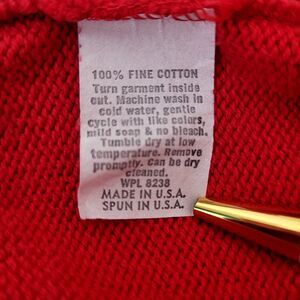 100% FINE COTTON
Turn garment inside
out. Machine wash in
cold water, gentle
cycle with like colors,
mild soap & no bleach.
Tumble dry at low
temperature. Remove
promptly. Can be dry
cleaned.
WPL 8238
MADE IN U.S.A.
SPUN IN U.S.A.